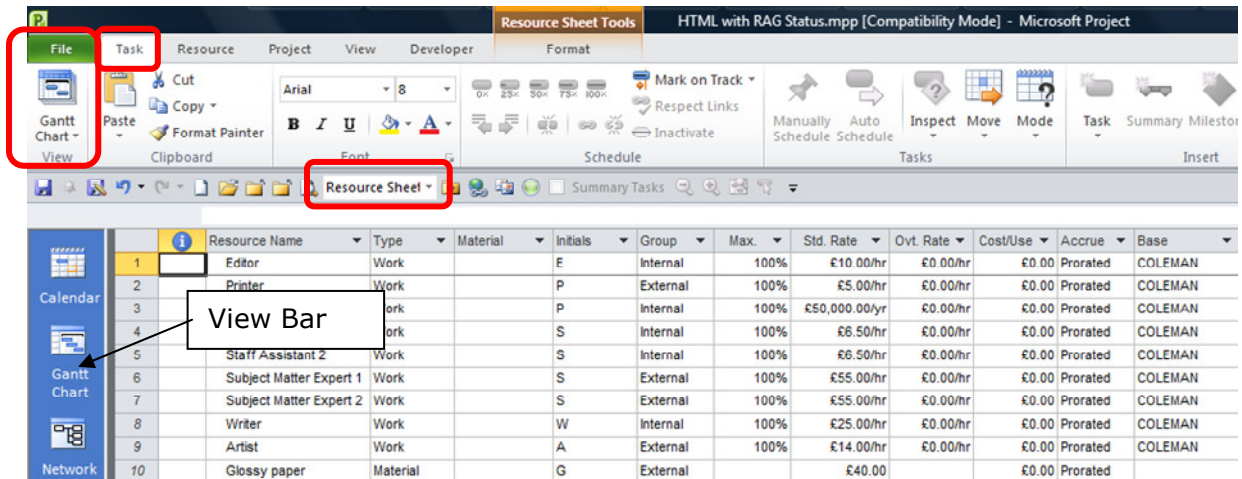 Resource Sheet Tools HTML with RAG Status.mpp [Compatibility Mode] - Microsoft Project
File Task Resource Project View Developer Format
Cut
Copy
Format Painter
Paste
Gantt
Chart
Arial 8
B I U A
0× 25× 50× 75× 100×
Mark on Track
Respect Links
Inactivate
Manually
Schedule
Auto
Schedule
Inspect Move Mode
Task Summary Mileston
View Clipboard Font Schedule Tasks Insert
Resource Sheet Summary Tasks
Resource Name Type Material Initials Group Max. Std. Rate Ovt. Rate Cost/Use Accrue Base
1 Editor Work E Internal 100% £10.00/hr £0.00/hr £0.00 Prorated COLEMAN
2 Printer Work P External 100% £5.00/hr £0.00/hr £0.00 Prorated COLEMAN
3 ork P Internal 100% £50,000.00/yr £0.00/hr £0.00 Prorated COLEMAN
4 ork S Internal 100% £6.50/hr £0.00/hr £0.00 Prorated COLEMAN
5 Staff Assistant 2 Work S Internal 100% £6.50/hr £0.00/hr £0.00 Prorated COLEMAN
6 Subject Matter Expert 1 Work S External 100% £55.00/hr £0.00/hr £0.00 Prorated COLEMAN
7 Subject Matter Expert 2 Work S External 100% £55.00/hr £0.00/hr £0.00 Prorated COLEMAN
8 Writer Work W Internal 100% £25.00/hr £0.00/hr £0.00 Prorated COLEMAN
9 Artist Work A External 100% £14.00/hr £0.00/hr £0.00 Prorated COLEMAN
10 Glossy paper Material G External £40.00 £0.00 Prorated
Calendar
View Bar
Gantt
Chart
Network